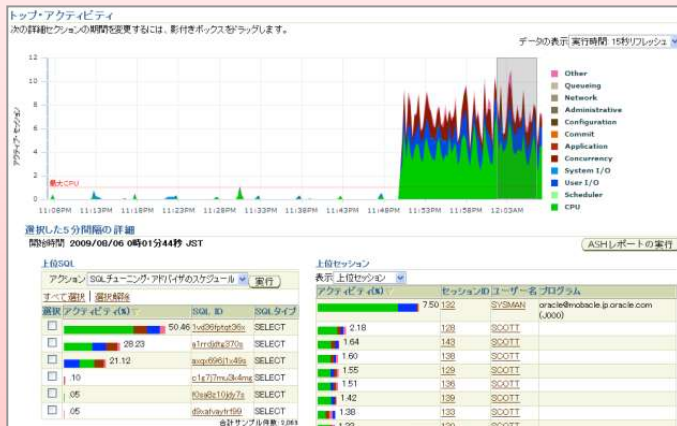 トップ・アクティビティ
次の詳細セクションの期間を変更するには、影付きボックスをドラッグします。
データの表示 実行時間: 15秒リフレッシュ
12
10
8
6
4
2
0
アクティブ・セッション
最大CPU
11:08PM 11:13PM 11:18PM 11:23PM 11:28PM 11:33PM 11:38PM 11:43PM 11:48PM 11:53PM 11:58PM 12:03AM
Other
Queueing
Network
Administrative
Configuration
Commit
Application
Concurrency
System I/O
User I/O
Scheduler
CPU
選択した5分間隔の詳細
開始時間 2009/08/06 0時01分44秒 JST
ASHレポートの実行
上位SQL
アクション SQLチューニング・アドバイザのスケジュール 実行
すべて選択 | 選択解除
選択 アクティビティ(%) SQL ID SQLタイプ
50.46 1vd36fptqt36x SELECT
28.23 a1rrdjdtg370s SELECT
21.12 SELECT
.10 SELECT
.05 SELECT
.05 SELECT
合計サンプル件数: 2,063
上位セッション
表示 上位セッション
アクティビティ(%) セッションID ユーザー名 プログラム
7.50 132 SYSMAN oracle@mobacle.jp.oracle.com (J000)
2.18 128 SCOTT
1.64 143 SCOTT
1.60 138 SCOTT
1.55 129 SCOTT
1.51 136 SCOTT
1.42 139 SCOTT
1.38 133 SCOTT
SCOTT